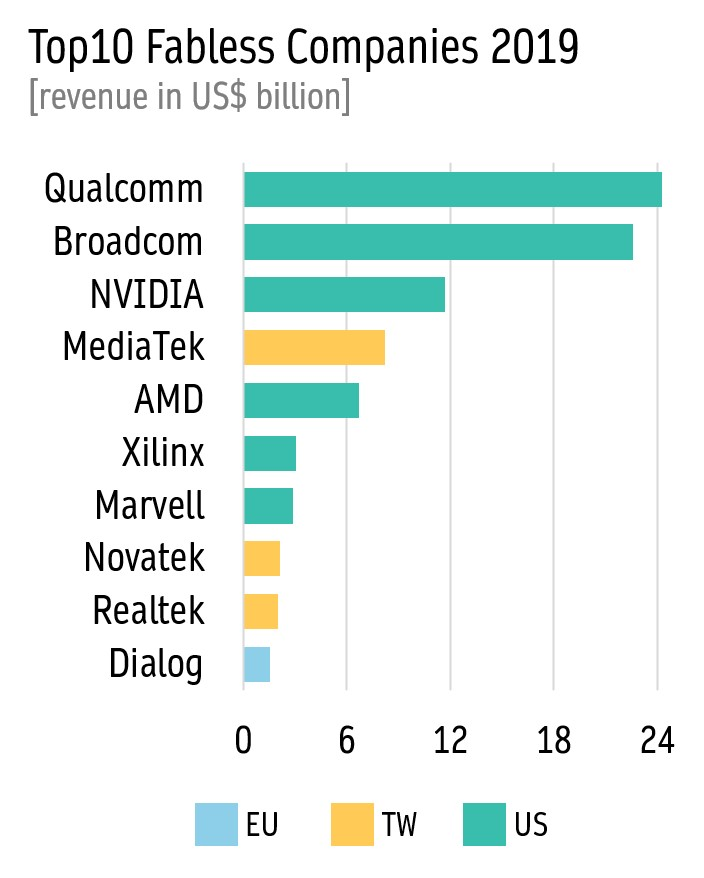 Top10 Fabless Companies 2019
[revenue in US$ billion]
Qualcomm
Broadcom
NVIDIA
MediaTek
AMD
Xilinx
Marvell
Novatek
Realtek
Dialog
0 6 12 18 24
EU TW US